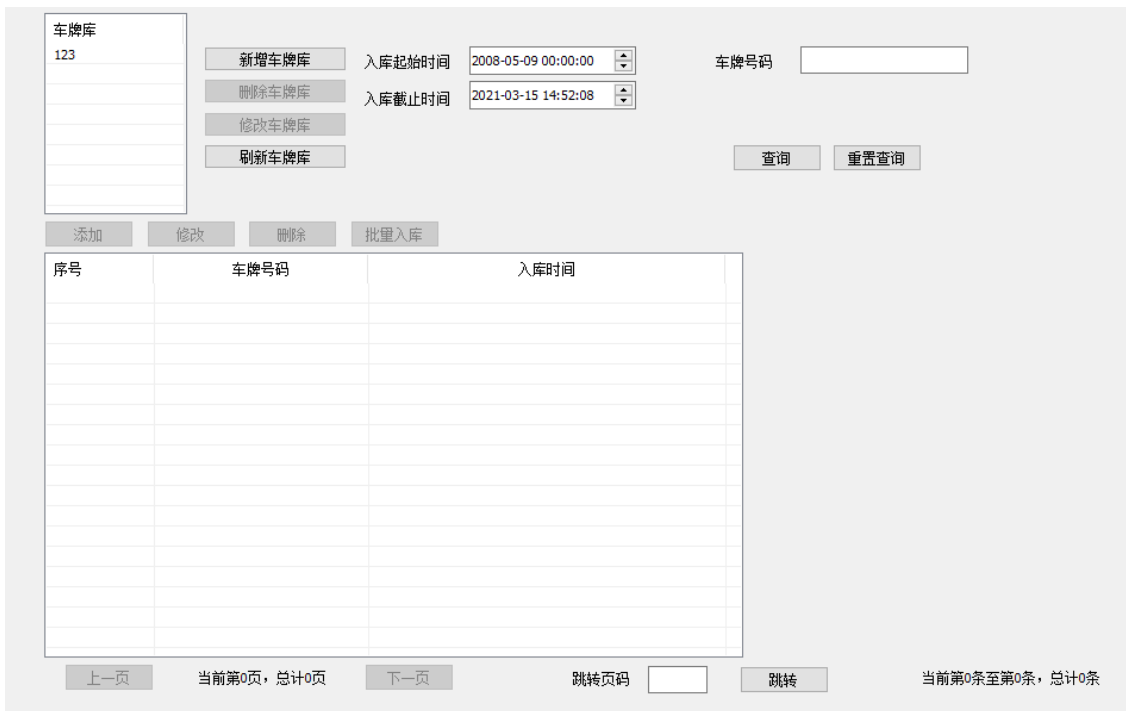 车牌库
123
新增车牌库
删除车牌库
修改车牌库
刷新车牌库
入库起始时间 2008-05-09 00:00:00
入库截止时间 2021-03-15 14:52:08
车牌号码
查询 重置查询
添加 修改 删除 批量入库
序号 车牌号码 入库时间
上一页 当前第0页，总计0页 下一页 跳转页码 跳转 当前第0条至第0条，总计0条